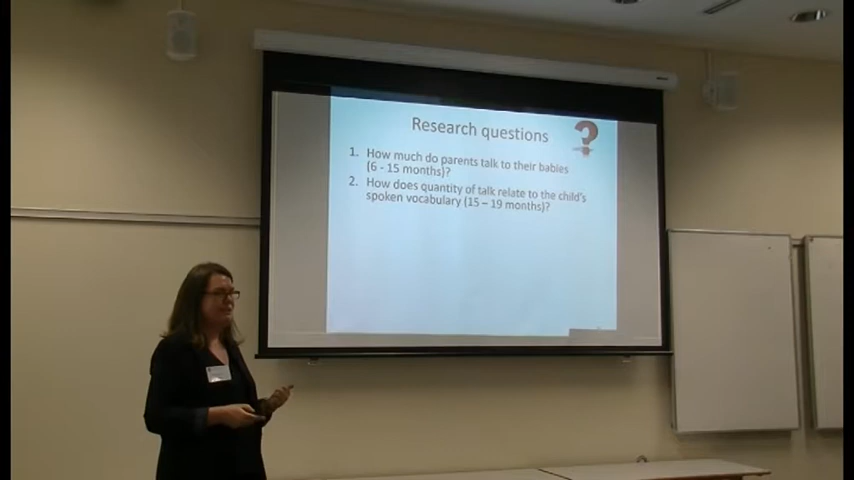 Research questions
1. How much do parents talk to their babies
(6 - 15 months)?
2. How does quantity of talk relate to the child's
spoken vocabulary (15 – 19 months)?